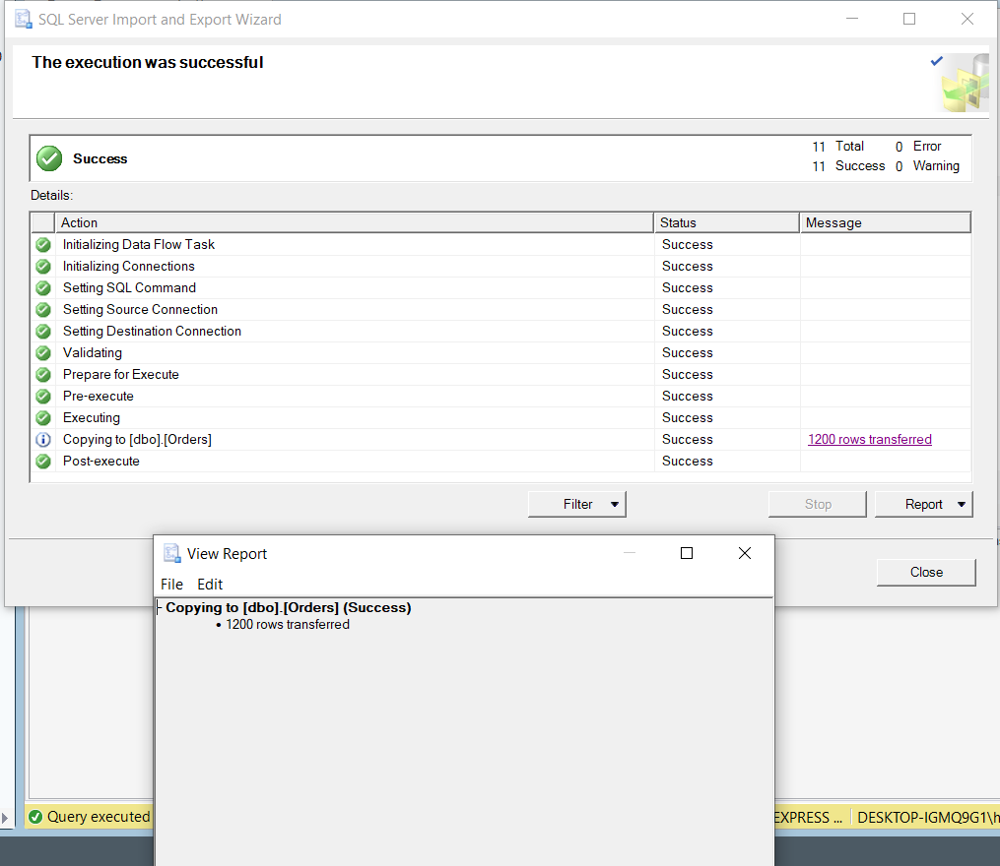 SQL Server Import and Export Wizard
The execution was successful
Success
11 Total 0 Error
11 Success 0 Warning
Details:
Action Status Message
Initializing Data Flow Task Success
Initializing Connections Success
Setting SQL Command Success
Setting Source Connection Success
Setting Destination Connection Success
Validating Success
Prepare for Execute Success
Pre-execute Success
Executing Success
Copying to [dbo].[Orders] Success 1200 rows transferred
Post-execute Success
Filter Stop Report
Close
View Report
File Edit
Copying to [dbo].[Orders] (Success)
• 1200 rows transferred
Query executed EXPRESS ... DESKTOP-IGMQ9G1\h